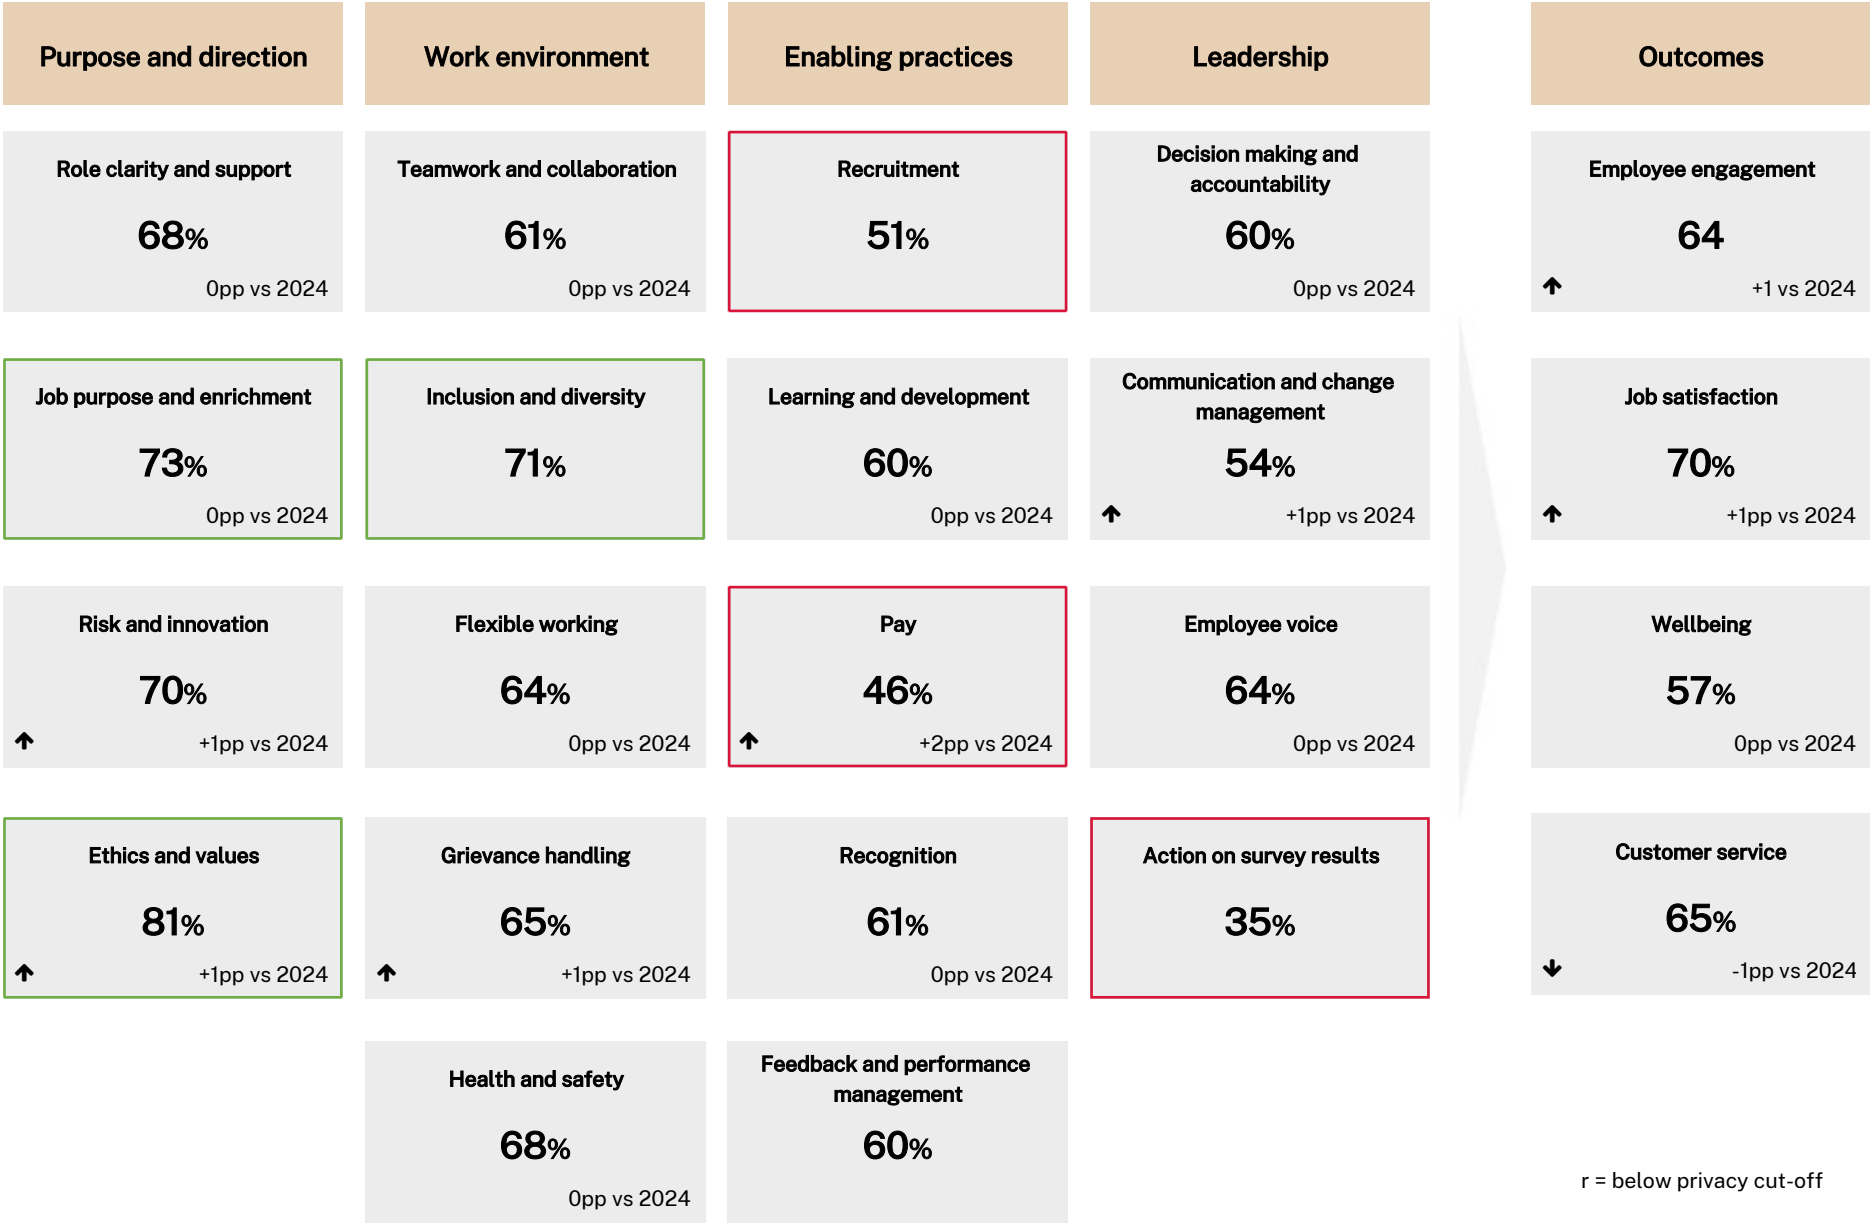 Purpose and direction
Role clarity and support
68%
0pp vs 2024
Job purpose and enrichment
73%
0pp vs 2024
Risk and innovation
70%
+1pp vs 2024
Ethics and values
81%
+1pp vs 2024
Work environment
Teamwork and collaboration
61%
0pp vs 2024
Inclusion and diversity
71%
Flexible working
64%
0pp vs 2024
Grievance handling
65%
+1pp vs 2024
Health and safety
68%
0pp vs 2024
Enabling practices
Recruitment
51%
Learning and development
60%
0pp vs 2024
Pay
46%
+2pp vs 2024
Recognition
61%
0pp vs 2024
Feedback and performance
management
60%
Leadership
Decision making and
accountability
60%
0pp vs 2024
Communication and change
management
54%
+1pp vs 2024
Employee voice
64%
0pp vs 2024
Action on survey results
35%
Outcomes
Employee engagement
64
+1 vs 2024
Job satisfaction
70%
+1pp vs 2024
Wellbeing
57%
0pp vs 2024
Customer service
65%
-1pp vs 2024
r = below privacy cut-off